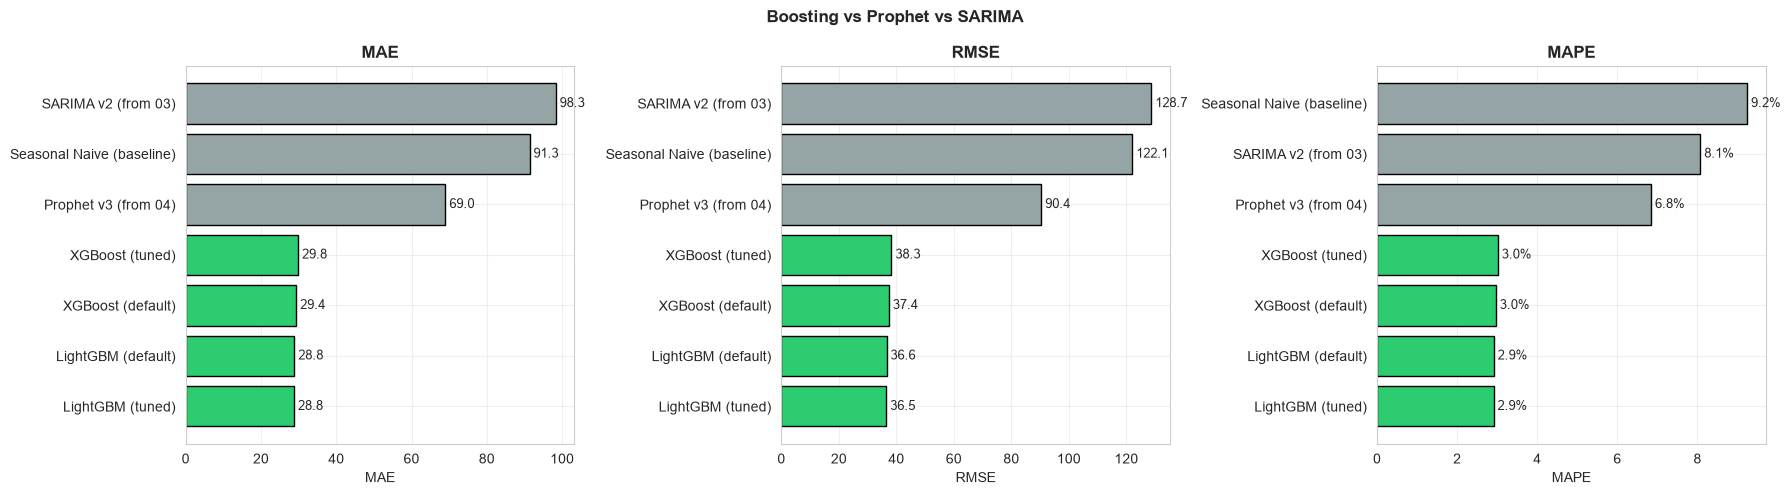 Boosting vs Prophet vs SARIMA
MAE
SARIMA v2 (from 03)
98.3
Seasonal Naive (baseline)
91.3
Prophet v3 (from 04)
69.0
XGBoost (tuned)
29.8
XGBoost (default)
29.4
LightGBM (default)
28.8
LightGBM (tuned)
28.8
0 20 40 60 80 100
MAE
RMSE
SARIMA v2 (from 03)
128.7
Seasonal Naive (baseline)
122.1
Prophet v3 (from 04)
90.4
XGBoost (tuned)
38.3
XGBoost (default)
37.4
LightGBM (default)
36.6
LightGBM (tuned)
36.5
0 20 40 60 80 100 120
RMSE
MAPE
Seasonal Naive (baseline)
9.2%
SARIMA v2 (from 03)
8.1%
Prophet v3 (from 04)
6.8%
XGBoost (tuned)
3.0%
XGBoost (default)
3.0%
LightGBM (default)
2.9%
LightGBM (tuned)
2.9%
0 2 4 6 8
MAPE